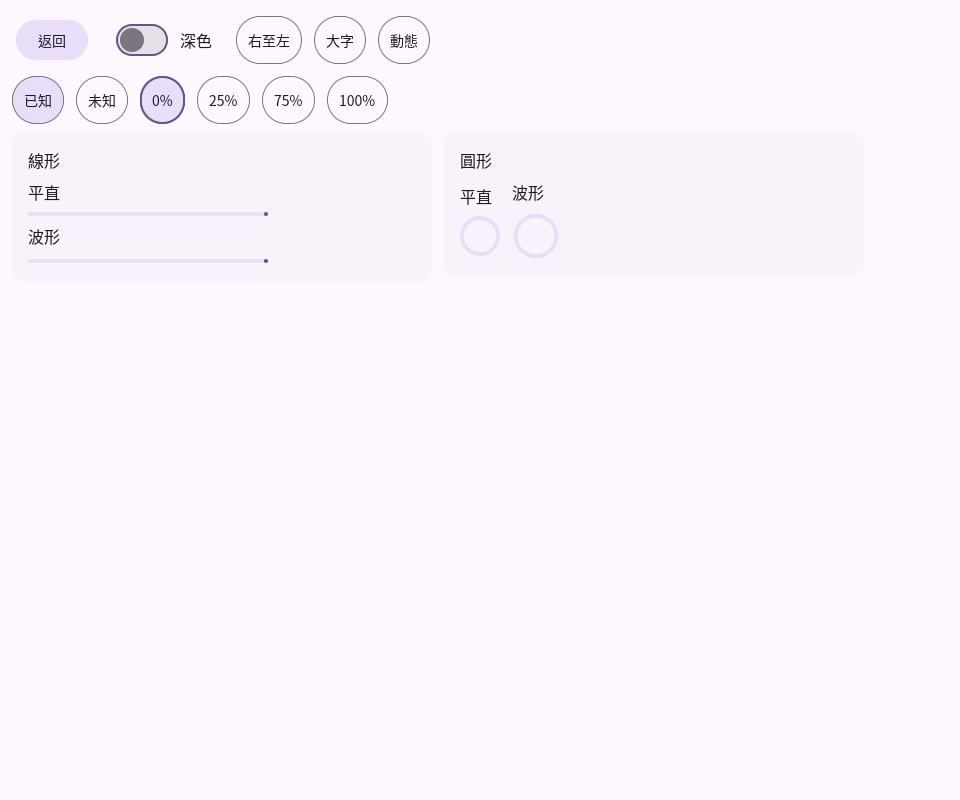 返回 深色 右至左 大字 動態
已知 未知 0% 25% 75% 100%
線形
平直
波形
圓形
平直 波形